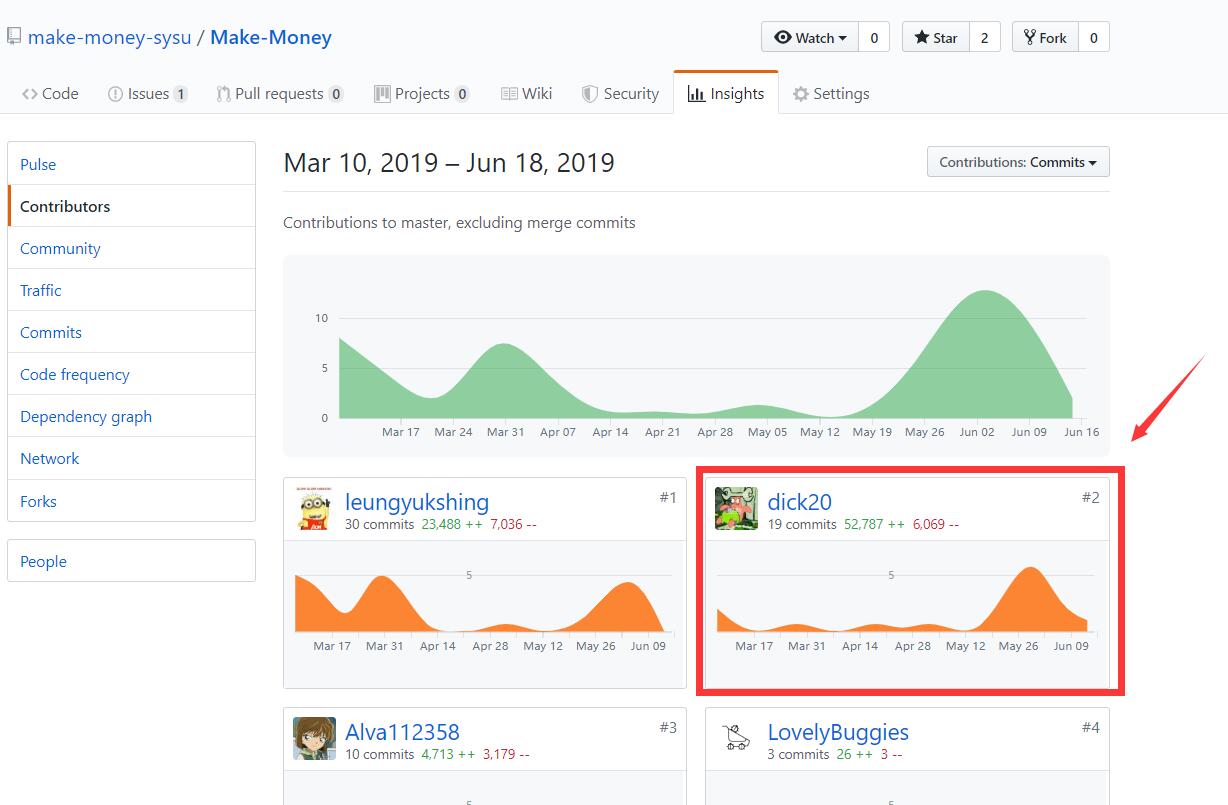 make-money-sysu / Make-Money
Watch 0 Star 2 Fork 0
Code Issues 1 Pull requests 0 Projects 0 Wiki Security Insights Settings
Pulse
Contributors
Community
Traffic
Commits
Code frequency
Dependency graph
Network
Forks
People
Mar 10, 2019 – Jun 18, 2019
Contributions: Commits
Contributions to master, excluding merge commits
10
5
0
Mar 17 Mar 24 Mar 31 Apr 07 Apr 14 Apr 21 Apr 28 May 05 May 12 May 19 May 26 Jun 02 Jun 09 Jun 16
leungyukshing #1
30 commits 23,488 ++ 7,036 --
5
Mar 17 Mar 31 Apr 14 Apr 28 May 12 May 26 Jun 09
dick20 #2
19 commits 52,787 ++ 6,069 --
5
Mar 17 Mar 31 Apr 14 Apr 28 May 12 May 26 Jun 09
Alva112358 #3
10 commits 4,713 ++ 3,179 --
5
LovelyBuggies #4
3 commits 26 ++ 3 --
5